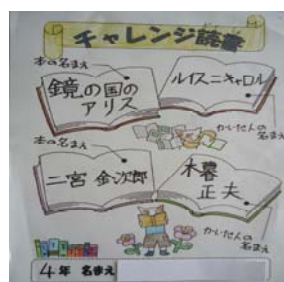 チャレンジ読書
本の名まえ
鏡の国の
アリス
ルイス=キャロル
かいた人の
名まえ
本の名まえ
二宮 金次郎
木暮
正夫
かいた人の
名まえ
4年 名まえ